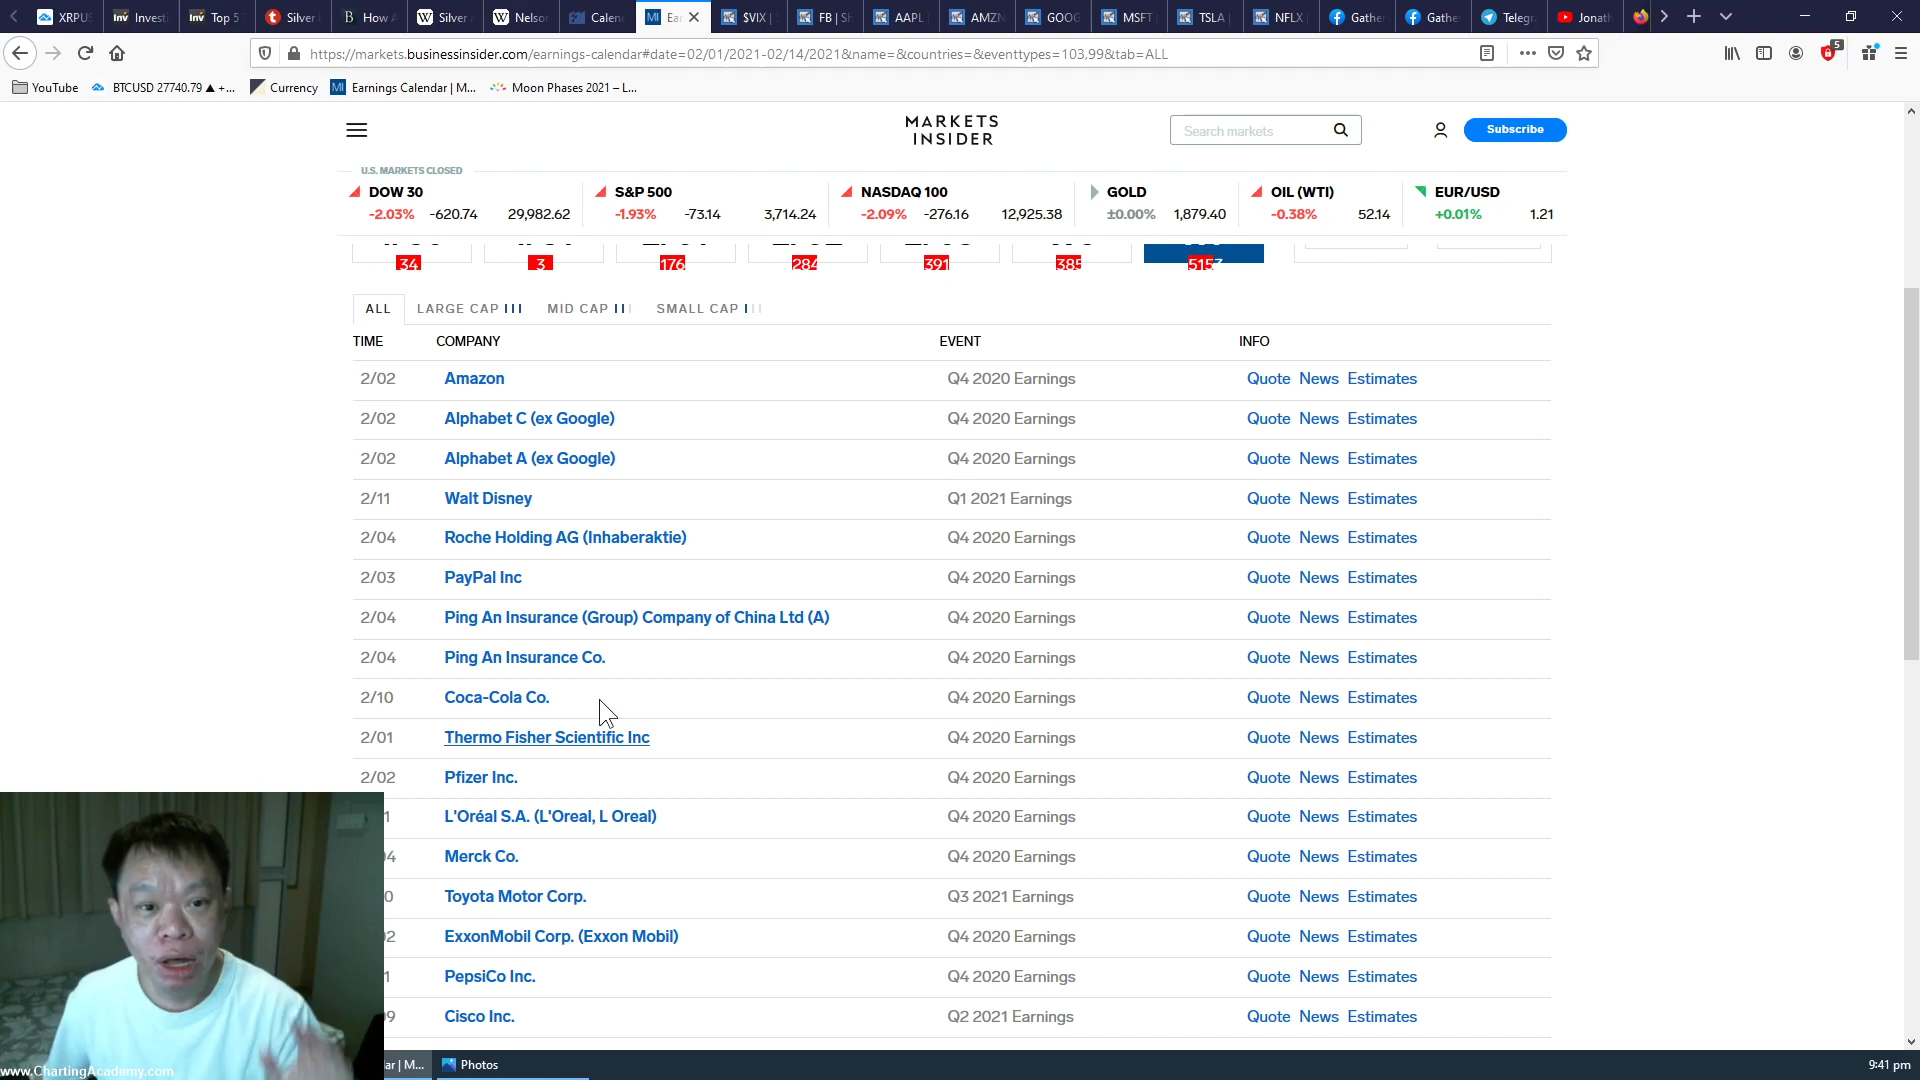 XRPUS
Invest
Top 5
Silver
How
Silver
Nelson
Calen
Ea
$VIX |
FB | Sh
AAPL
AMZN
GOOG
MSFT
TSLA |
NFLX
Gather
Gathe
Telegr
Jonath
https://markets.businessinsider.com/earnings-calendar#date=02/01/2021-02/14/2021&name=&countries=&eventtypes=103,99&tab=ALL
5
YouTube
BTCUSD 27740.79 ▲ +...
Currency
MI Earnings Calendar | M...
Moon Phases 2021 – L...
MARKETS
INSIDER
Search markets
Subscribe
U.S. MARKETS CLOSED
DOW 30
-2.03% -620.74 29,982.62
S&P 500
-1.93% -73.14 3,714.24
NASDAQ 100
-2.09% -276.16 12,925.38
GOLD
±0.00% 1,879.40
OIL (WTI)
-0.38% 52.14
EUR/USD
+0.01% 1.21
34 3 176 284 391 385 515
ALL LARGE CAP MID CAP SMALL CAP
TIME COMPANY EVENT INFO
2/02 Amazon Q4 2020 Earnings Quote News Estimates
2/02 Alphabet C (ex Google) Q4 2020 Earnings Quote News Estimates
2/02 Alphabet A (ex Google) Q4 2020 Earnings Quote News Estimates
2/11 Walt Disney Q1 2021 Earnings Quote News Estimates
2/04 Roche Holding AG (Inhaberaktie) Q4 2020 Earnings Quote News Estimates
2/03 PayPal Inc Q4 2020 Earnings Quote News Estimates
2/04 Ping An Insurance (Group) Company of China Ltd (A) Q4 2020 Earnings Quote News Estimates
2/04 Ping An Insurance Co. Q4 2020 Earnings Quote News Estimates
2/10 Coca-Cola Co. Q4 2020 Earnings Quote News Estimates
2/01 Thermo Fisher Scientific Inc Q4 2020 Earnings Quote News Estimates
2/02 Pfizer Inc. Q4 2020 Earnings Quote News Estimates
1 L'Oréal S.A. (L'Oreal, L Oreal) Q4 2020 Earnings Quote News Estimates
4 Merck Co. Q4 2020 Earnings Quote News Estimates
0 Toyota Motor Corp. Q3 2021 Earnings Quote News Estimates
2 ExxonMobil Corp. (Exxon Mobil) Q4 2020 Earnings Quote News Estimates
1 PepsiCo Inc. Q4 2020 Earnings Quote News Estimates
9 Cisco Inc. Q2 2021 Earnings Quote News Estimates
www.ChartingAcademy.com
ar | M...
Photos
9:41 pm